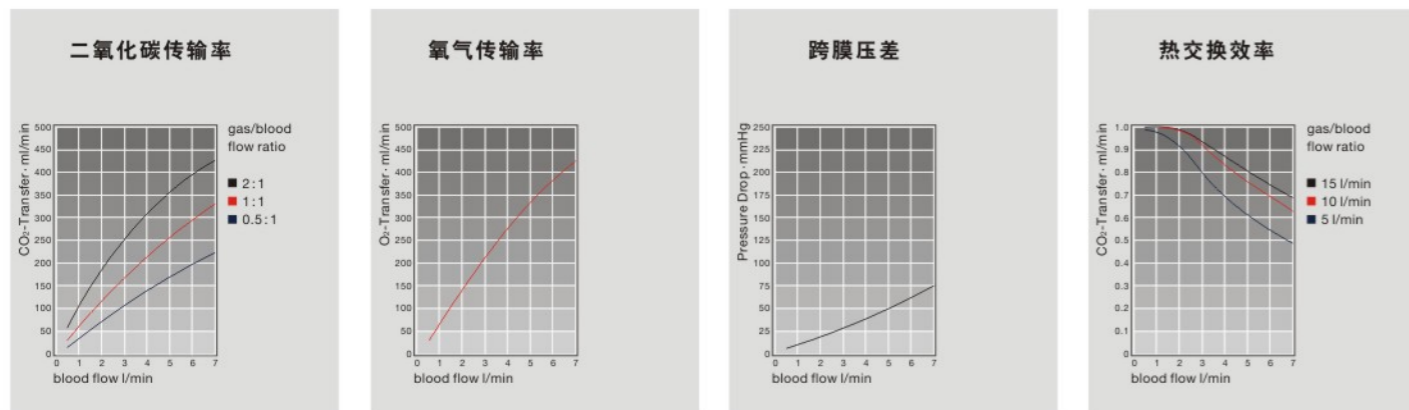 二氧化碳传输率
CO₂-Transfer · ml/min
500
450
400
350
300
250
200
150
100
50
0
0 1 2 3 4 5 6 7
blood flow l/min
gas/blood
flow ratio
2:1
1:1
0.5:1
氧气传输率
O₂-Transfer · ml/min
500
450
400
350
300
250
200
150
100
50
0
0 1 2 3 4 5 6 7
blood flow l/min
跨膜压差
Pressure Drop · mmHg
250
225
200
175
150
125
100
75
50
25
0
0 1 2 3 4 5 6 7
blood flow l/min
热交换效率
CO₂-Transfer · ml/min
1.0
0.9
0.8
0.7
0.6
0.5
0.4
0.3
0.2
0.1
0
0 1 2 3 4 5 6 7
blood flow l/min
gas/blood
flow ratio
15 l/min
10 l/min
5 l/min